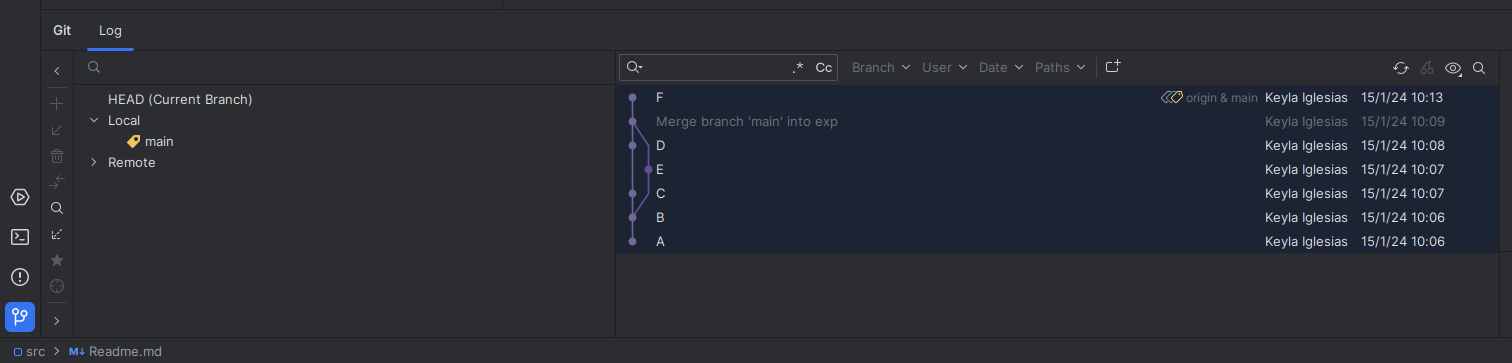 Git Log
.* Cc Branch User Date Paths
HEAD (Current Branch)
Local
main
Remote
F origin & main Keyla Iglesias 15/1/24 10:13
Merge branch 'main' into exp Keyla Iglesias 15/1/24 10:09
D Keyla Iglesias 15/1/24 10:08
E Keyla Iglesias 15/1/24 10:07
C Keyla Iglesias 15/1/24 10:07
B Keyla Iglesias 15/1/24 10:06
A Keyla Iglesias 15/1/24 10:06
src M↓ Readme.md